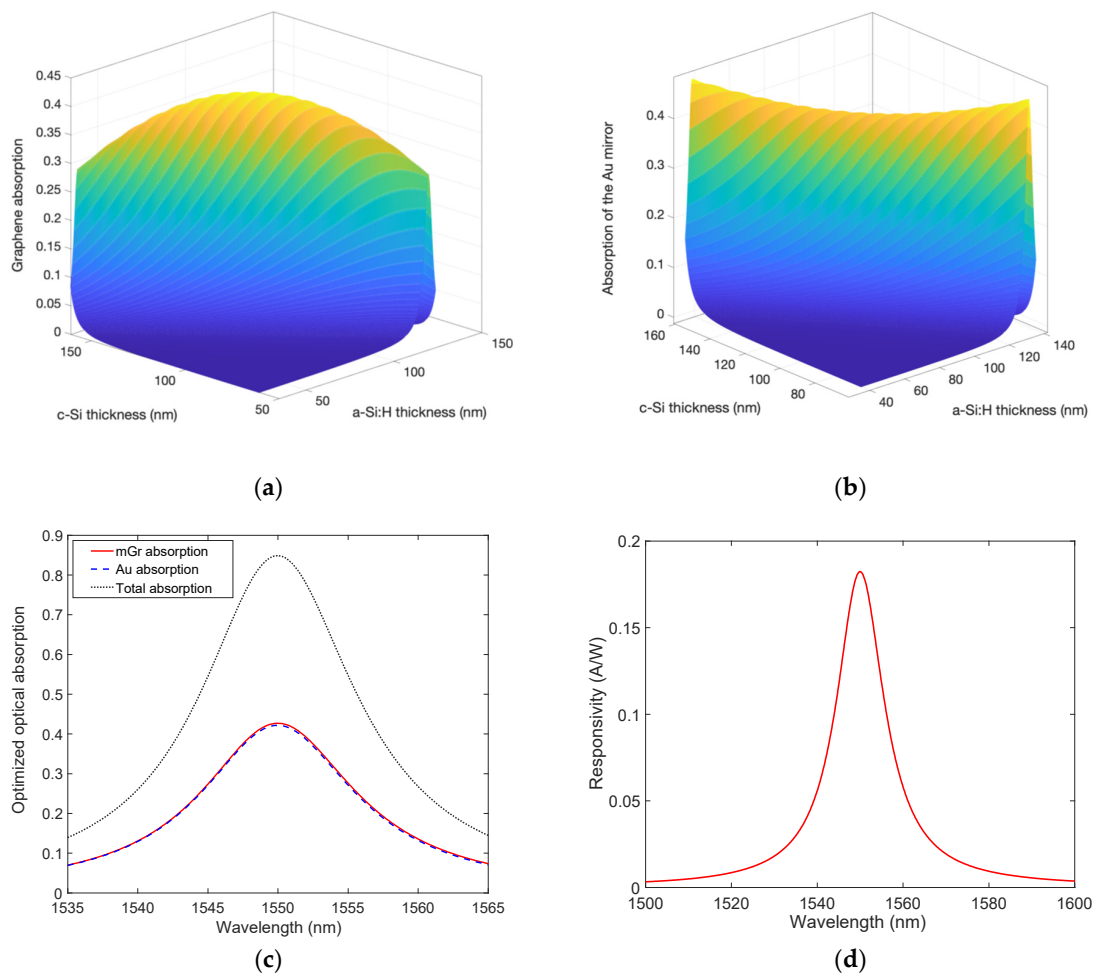 0.45
0.4
0.35
0.3
0.25
0.2
0.15
0.1
0.05
0
Graphene absorption
150
100
50
c-Si thickness (nm)
50
100
150
a-Si:H thickness (nm)
(a)
0.4
0.3
0.2
0.1
0
Absorption of the Au mirror
160
140
120
100
80
c-Si thickness (nm)
40
60
80
100
120
140
a-Si:H thickness (nm)
(b)
0.9
0.8
0.7
0.6
0.5
0.4
0.3
0.2
0.1
0
Optimized optical absorption
mGr absorption
Au absorption
Total absorption
1535 1540 1545 1550 1555 1560 1565
Wavelength (nm)
(c)
0.2
0.15
0.1
0.05
0
Responsivity (A/W)
1500 1520 1540 1560 1580 1600
Wavelength (nm)
(d)